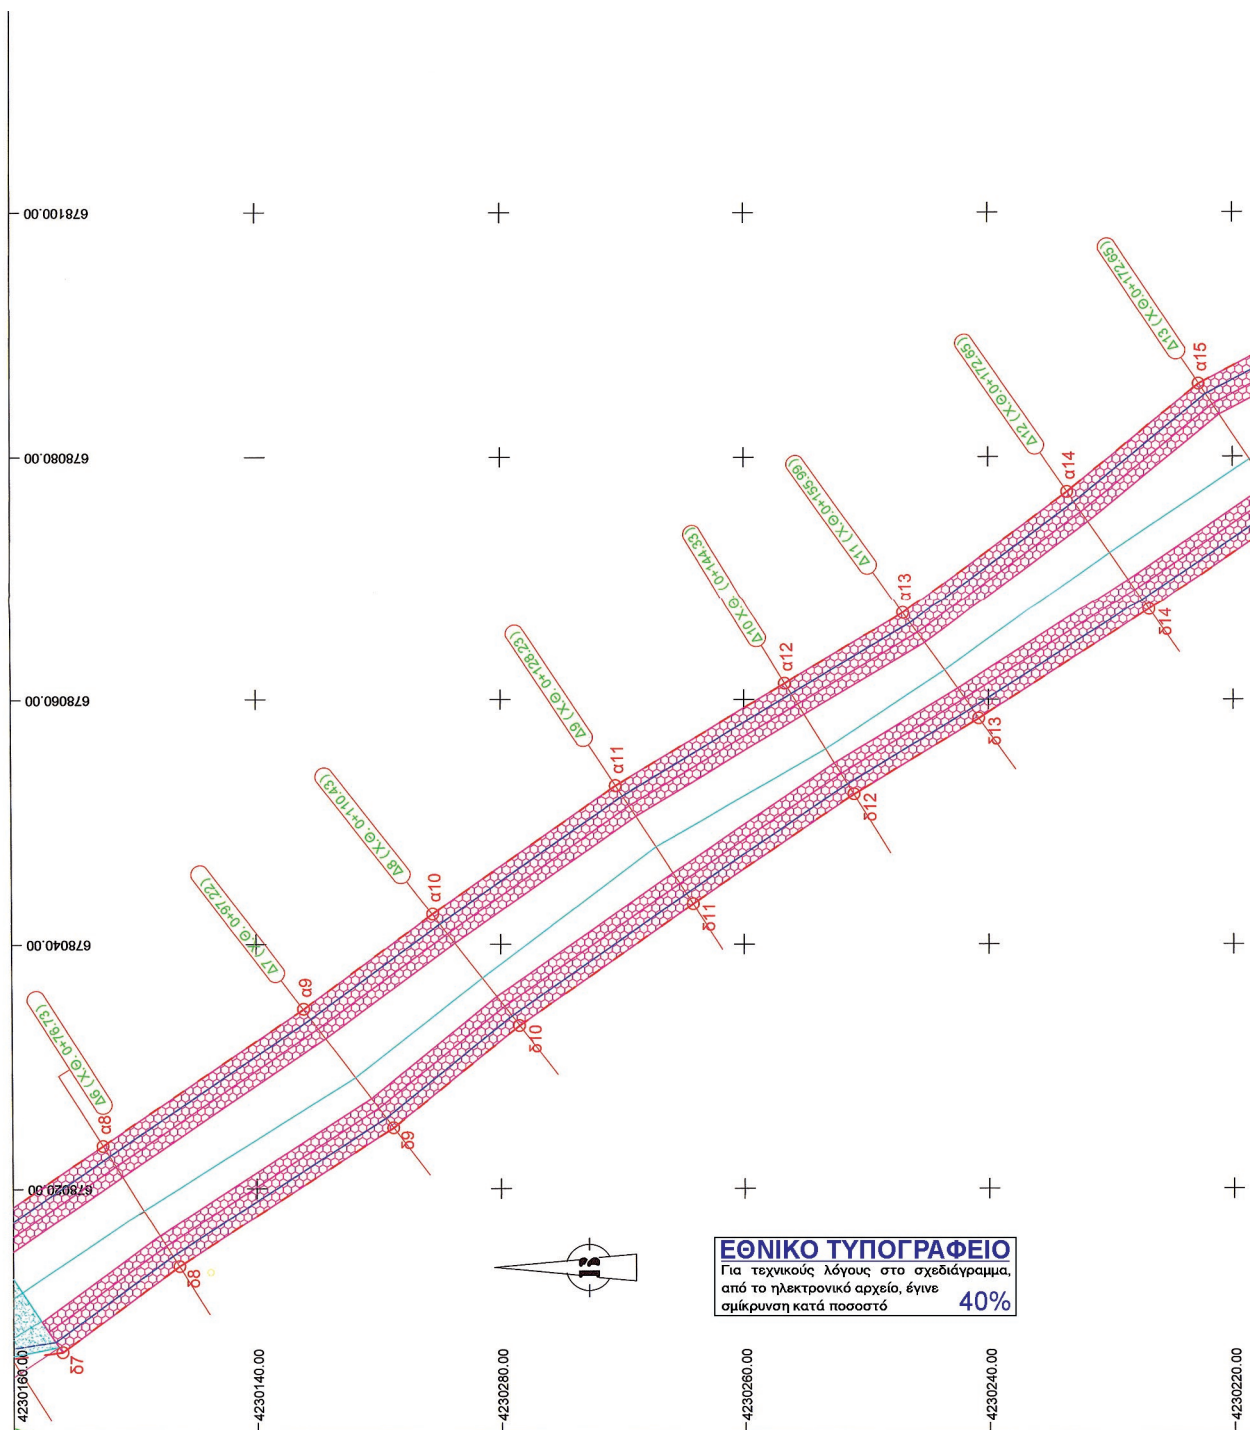 678100.00
678080.00
678060.00
678040.00
678020.00
Δ13 (Χ.Θ.0+172.65)
α15
Δ12 (Χ.Θ.0+172.65)
α14
δ14
Δ11 (Χ.Θ.0+155.99)
α13
δ13
Δ10 Χ.Θ. (0+144.33)
α12
δ12
Δ9 (Χ.Θ. 0+128.23)
α11
δ11
Δ8 (Χ.Θ. 0+110.43)
α10
δ10
Δ7 (Χ.Θ. 0+97.22)
α9
δ9
Δ6 (Χ.Θ. 0+76.73)
α8
δ8
δ7
ΕΘΝΙΚΟ ΤΥΠΟΓΡΑΦΕΙΟ
Για τεχνικούς λόγους στο σχεδιάγραμμα,
από το ηλεκτρονικό αρχείο, έγινε
σμίκρυνση κατά ποσοστό 40%
4230160.00
4230140.00
4230280.00
4230260.00
4230240.00
4230220.00